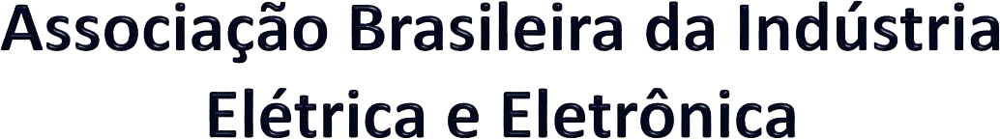 Associação Brasileira da Indústria
Elétrica e Eletrônica